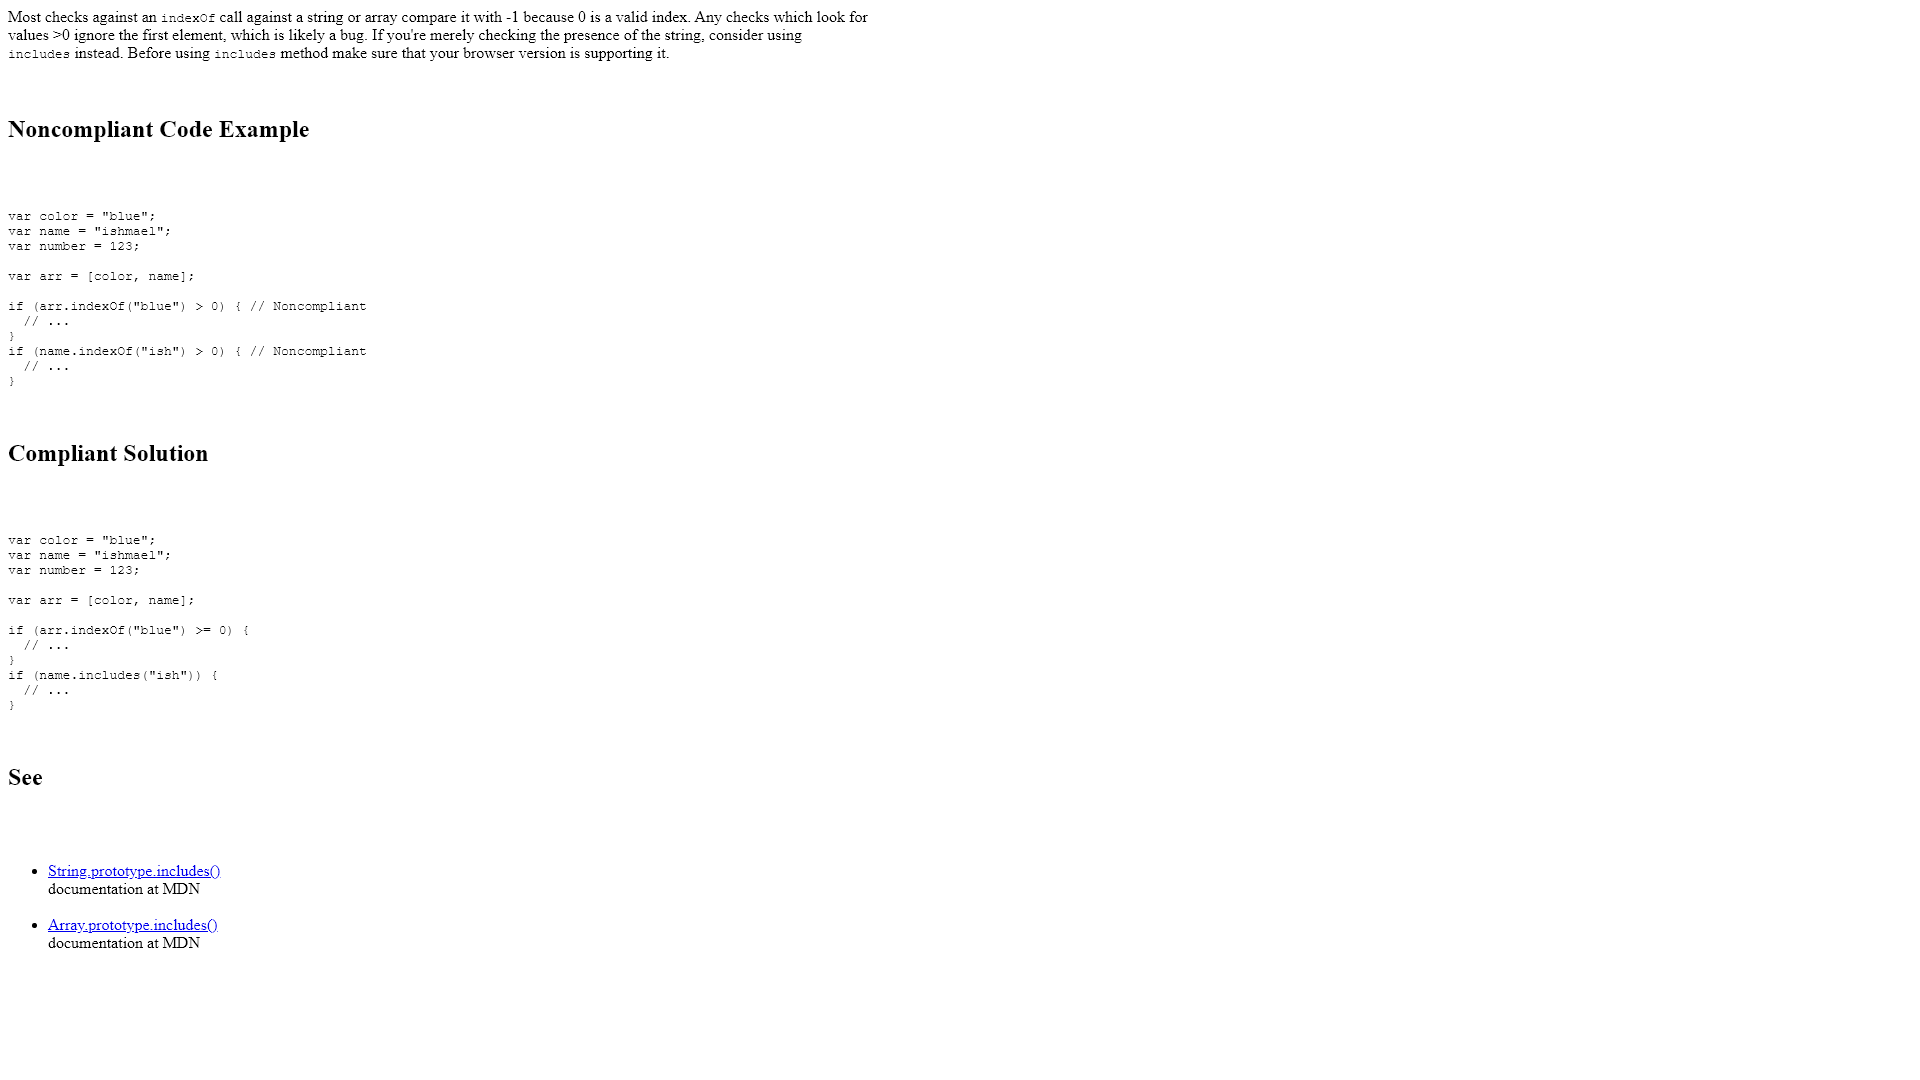 Most checks against an indexOf call against a string or array compare it with -1 because 0 is a valid index. Any checks which look for
values >0 ignore the first element, which is likely a bug. If you're merely checking the presence of the string, consider using
includes instead. Before using includes method make sure that your browser version is supporting it.
Noncompliant Code Example
var color = "blue";
var name = "ishmael";
var number = 123;
var arr = [color, name];
if (arr.indexOf("blue") > 0) { // Noncompliant
  // ...
}
if (name.indexOf("ish") > 0) { // Noncompliant
  // ...
}
Compliant Solution
var color = "blue";
var name = "ishmael";
var number = 123;
var arr = [color, name];
if (arr.indexOf("blue") >= 0) {
  // ...
}
if (name.includes("ish")) {
  // ...
}
See
• String.prototype.includes()
documentation at MDN
• Array.prototype.includes()
documentation at MDN